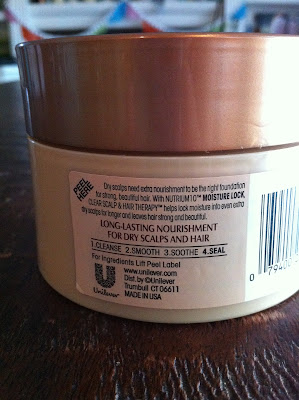 PEEL
HERE
Dry scalps need extra nourishment to be the right foundation
for strong, beautiful hair. With NUTRIUM10™ MOISTURE LOCK,
CLEAR SCALP & HAIR THERAPY™ helps lock moisture into even extra
dry scalps for longer and leaves hair strong and beautiful.
LONG-LASTING NOURISHMENT
FOR DRY SCALPS AND HAIR
1.CLEANSE 2.SMOOTH 3.SOOTHE 4.SEAL
For Ingredients Lift Peel Label
www.unilever.com
Dist. by ©Unilever
Trumbull CT 06611
MADE IN USA
Unilever
0 79400